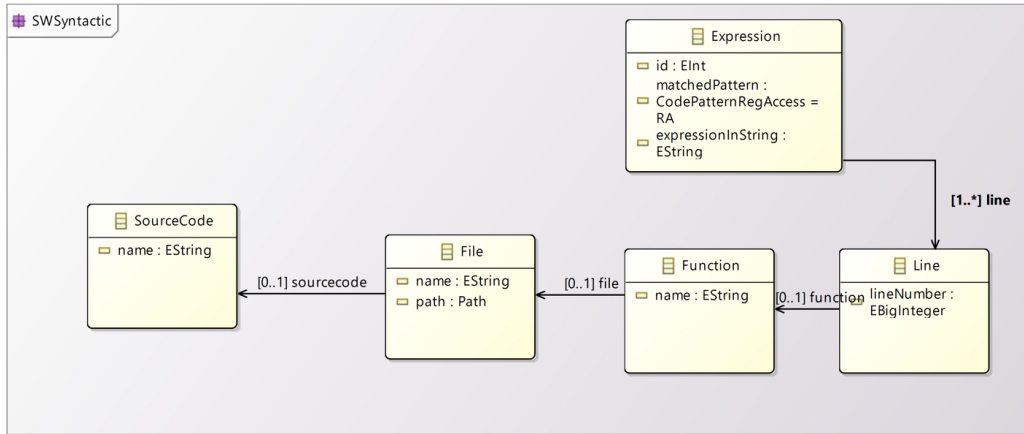 SWSyntactic
Expression
id : EInt
matchedPattern :
CodePatternRegAccess =
RA
expressionInString :
EString
[1..*] line
SourceCode
name : EString
[0..1] sourcecode
File
name : EString
path : Path
[0..1] file
Function
name : EString
[0..1] function
Line
lineNumber :
EBigInteger